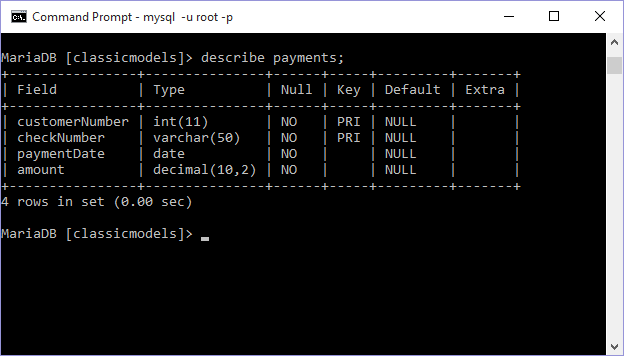 Command Prompt - mysql -u root -p
MariaDB [classicmodels]> describe payments;
+----------------+---------------+------+-----+---------+-------+
| Field          | Type          | Null | Key | Default | Extra |
+----------------+---------------+------+-----+---------+-------+
| customerNumber | int(11)       | NO   | PRI | NULL    |       |
| checkNumber    | varchar(50)   | NO   | PRI | NULL    |       |
| paymentDate    | date          | NO   |     | NULL    |       |
| amount         | decimal(10,2) | NO   |     | NULL    |       |
+----------------+---------------+------+-----+---------+-------+
4 rows in set (0.00 sec)
MariaDB [classicmodels]> _